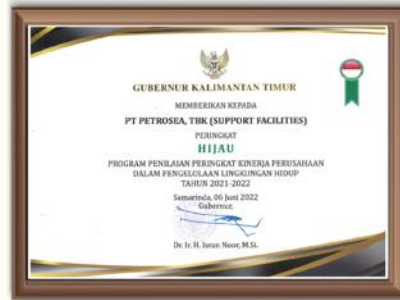 GUBERNUR KALIMANTAN TIMUR
MEMBERIKAN KEPADA
PT PETROSEA, TBK (SUPPORT FACILITIES)
PERINGKAT
HIJAU
PROGRAM PENILAIAN PERINGKAT KINERJA PERUSAHAAN
DALAM PENGELOLAAN LINGKUNGAN HIDUP
TAHUN 2021-2022
Samarinda, 06 Juni 2022
Gubernur,
Dr. Ir. H. Isran Noor, M.Si.